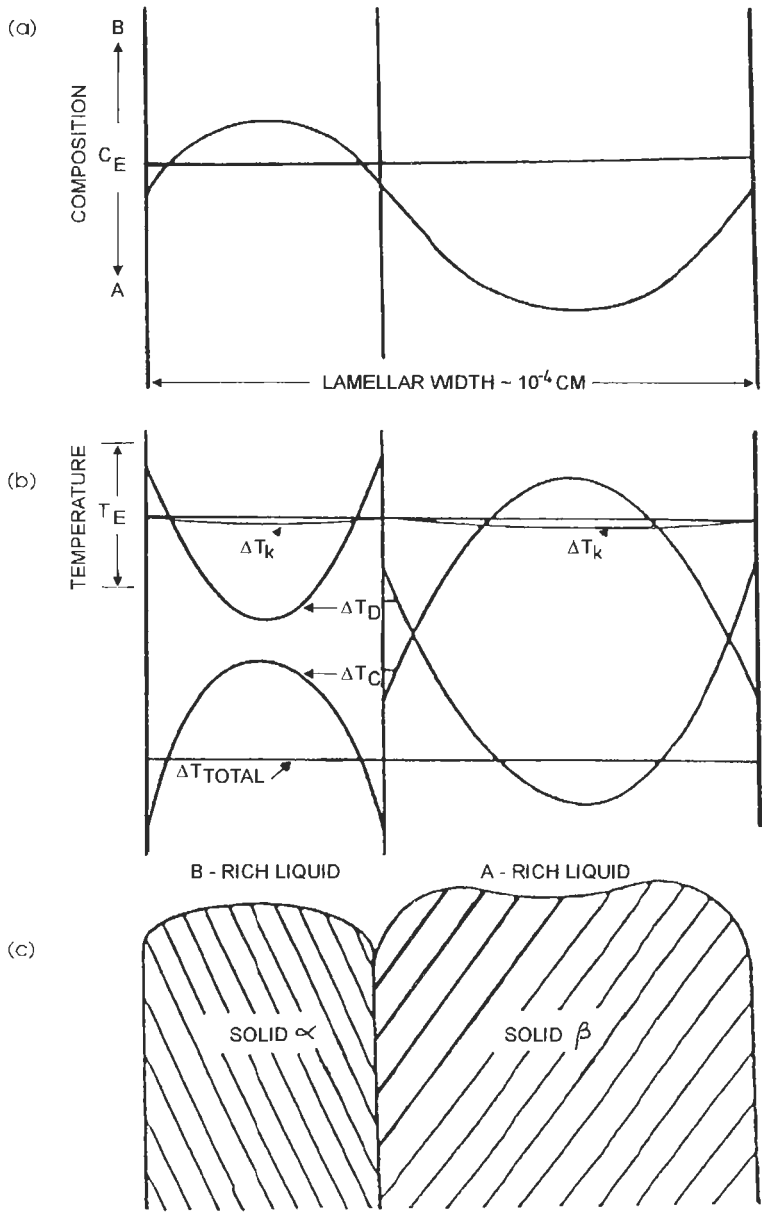 (a)
B
COMPOSITION
C_E
A
LAMELLAR WIDTH ~ 10⁻⁴ CM
(b)
TEMPERATURE
T_E
ΔT_k
ΔT_k
ΔT_D
ΔT_C
ΔT_TOTAL
B - RICH LIQUID
A - RICH LIQUID
(c)
SOLID α
SOLID β